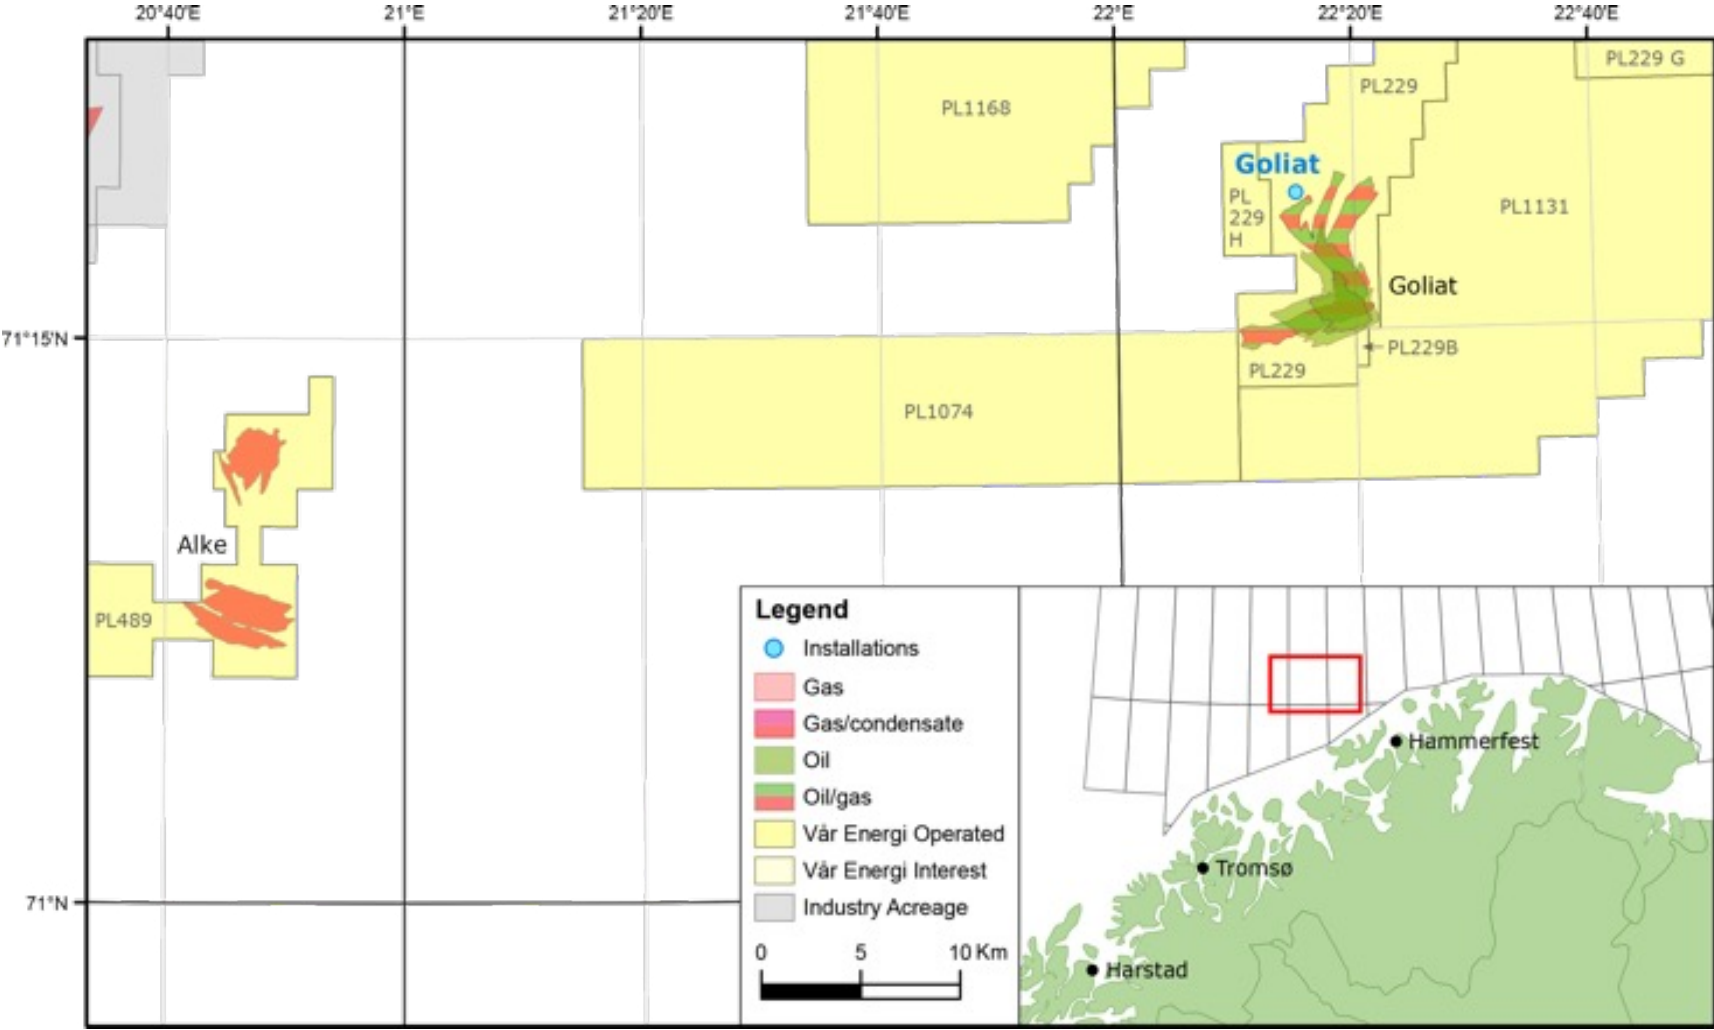 20°40'E 21°E 21°20'E 21°40'E 22°E 22°20'E 22°40'E
PL229 G
PL229
PL1168
Goliat
PL
229
H
PL1131
Goliat
71°15'N
PL229B
PL229
PL1074
Alke
PL489
71°N
Legend
Installations
Gas
Gas/condensate
Oil
Oil/gas
Vår Energi Operated
Vår Energi Interest
Industry Acreage
0 5 10 Km
Hammerfest
Tromsø
Harstad